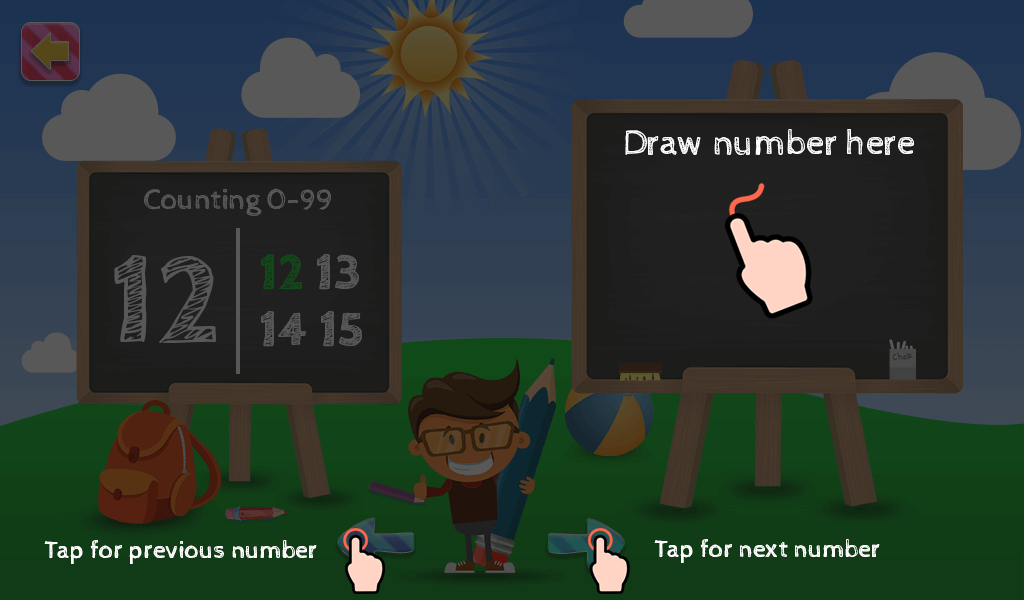 Draw number here
Counting 0-99
12
12 13
14 15
Chalk
Tap for previous number
Tap for next number